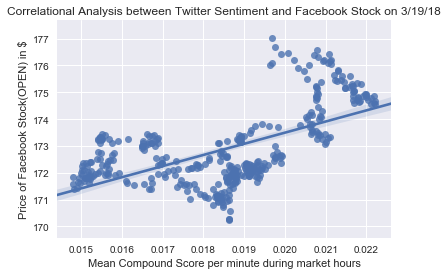 Correlational Analysis between Twitter Sentiment and Facebook Stock on 3/19/18
Price of Facebook Stock(OPEN) in $
177
176
175
174
173
172
171
170
0.015 0.016 0.017 0.018 0.019 0.020 0.021 0.022
Mean Compound Score per minute during market hours